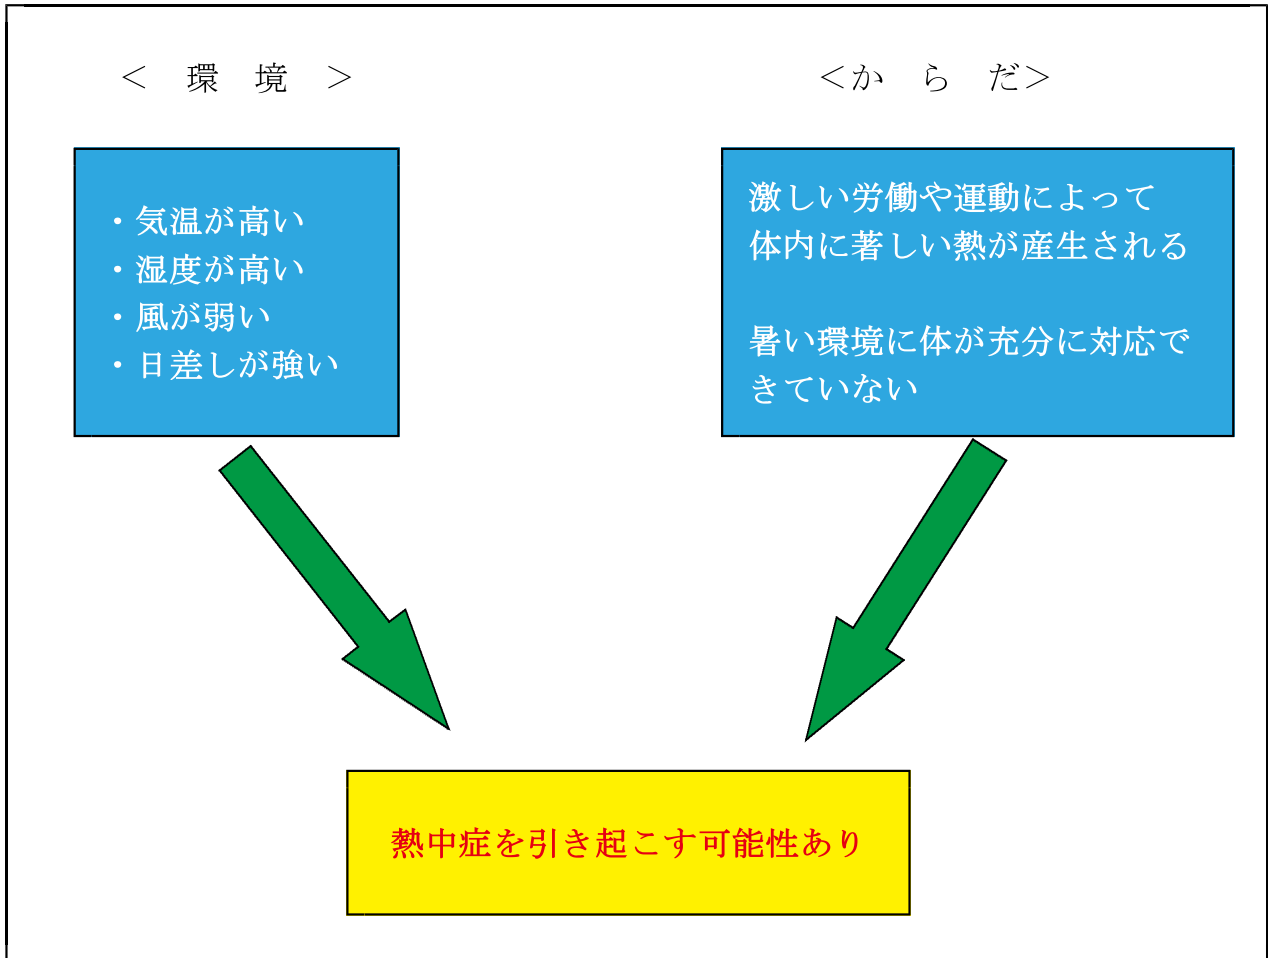 ＜　環　境　＞
・気温が高い
・湿度が高い
・風が弱い
・日差しが強い
＜か　ら　だ＞
激しい労働や運動によって
体内に著しい熱が産生される
暑い環境に体が充分に対応で
きていない
熱中症を引き起こす可能性あり